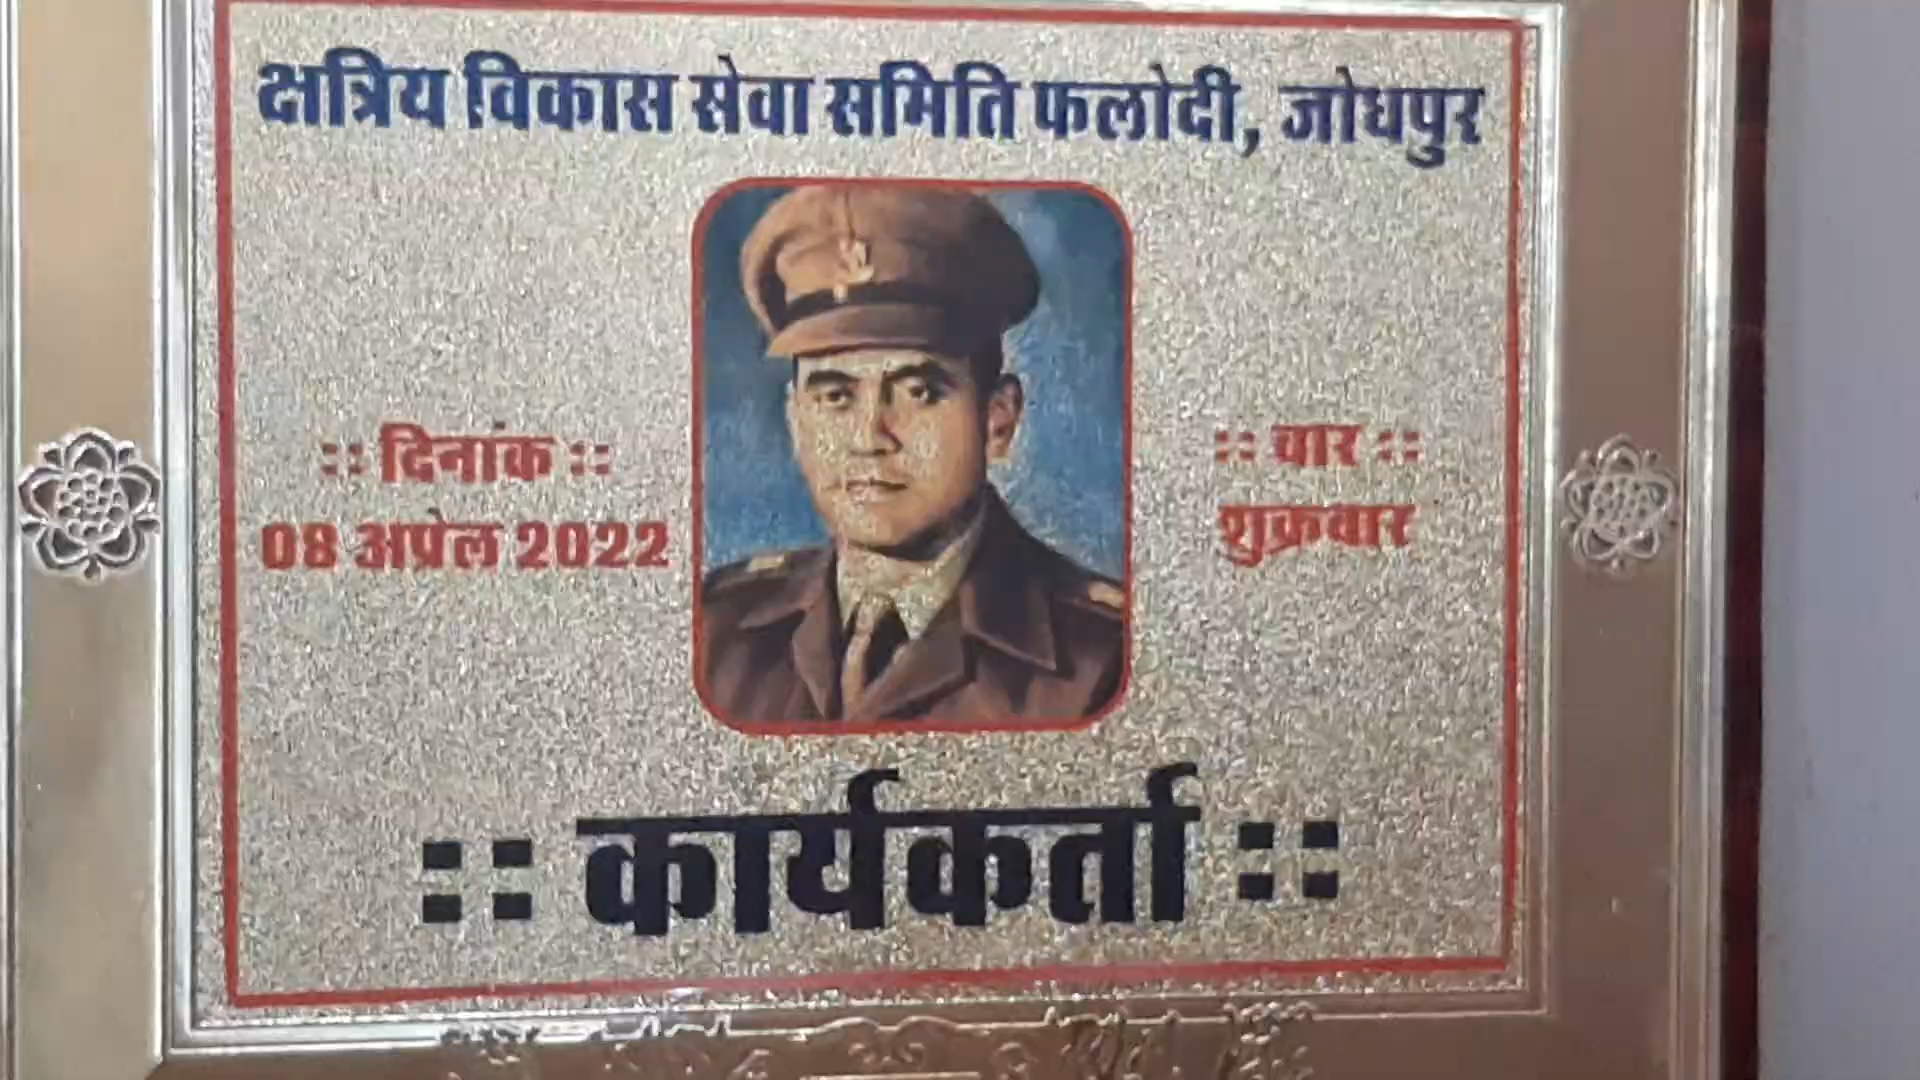 क्षत्रिय विकास सेवा समिति फलोदी, जोधपुर
:: दिनांक ::
08 अप्रेल 2022
:: वार ::
शुक्रवार
:: कार्यकर्ता ::